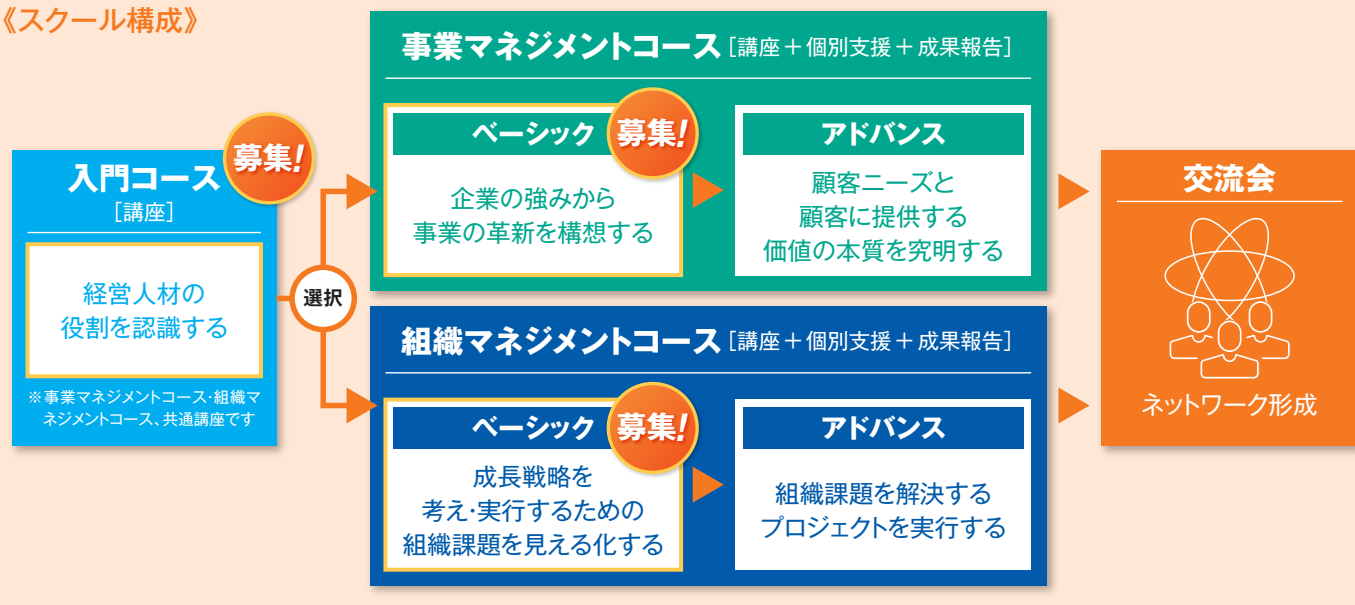 《スクール構成》
入門コース
募集!
[講座]
経営人材の
役割を認識する
※事業マネジメントコース・組織マ
ネジメントコース、共通講座です
選択
事業マネジメントコース[講座＋個別支援＋成果報告]
ベーシック
募集!
企業の強みから
事業の革新を構想する
アドバンス
顧客ニーズと
顧客に提供する
価値の本質を究明する
組織マネジメントコース[講座＋個別支援＋成果報告]
ベーシック
募集!
成長戦略を
考え・実行するための
組織課題を見える化する
アドバンス
組織課題を解決する
プロジェクトを実行する
交流会
ネットワーク形成